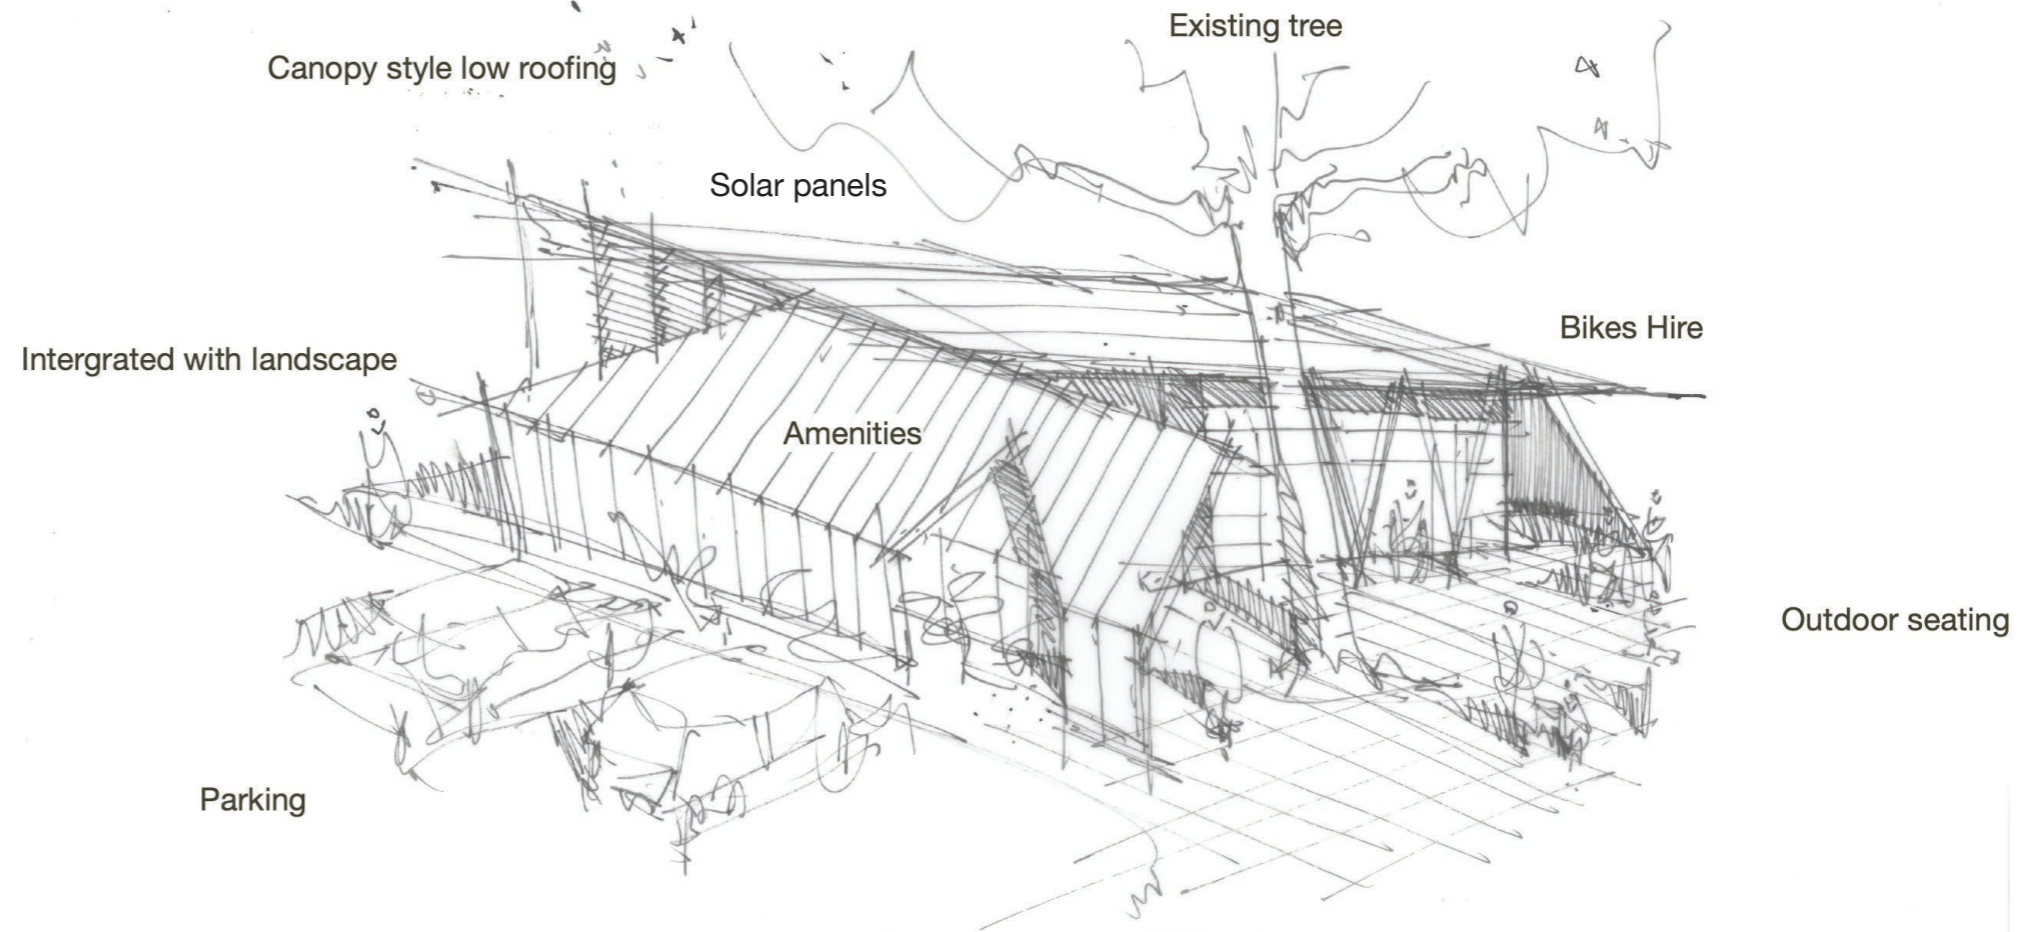 Existing tree
Canopy style low roofing
Solar panels
Bikes Hire
Intergrated with landscape
Amenities
Outdoor seating
Parking